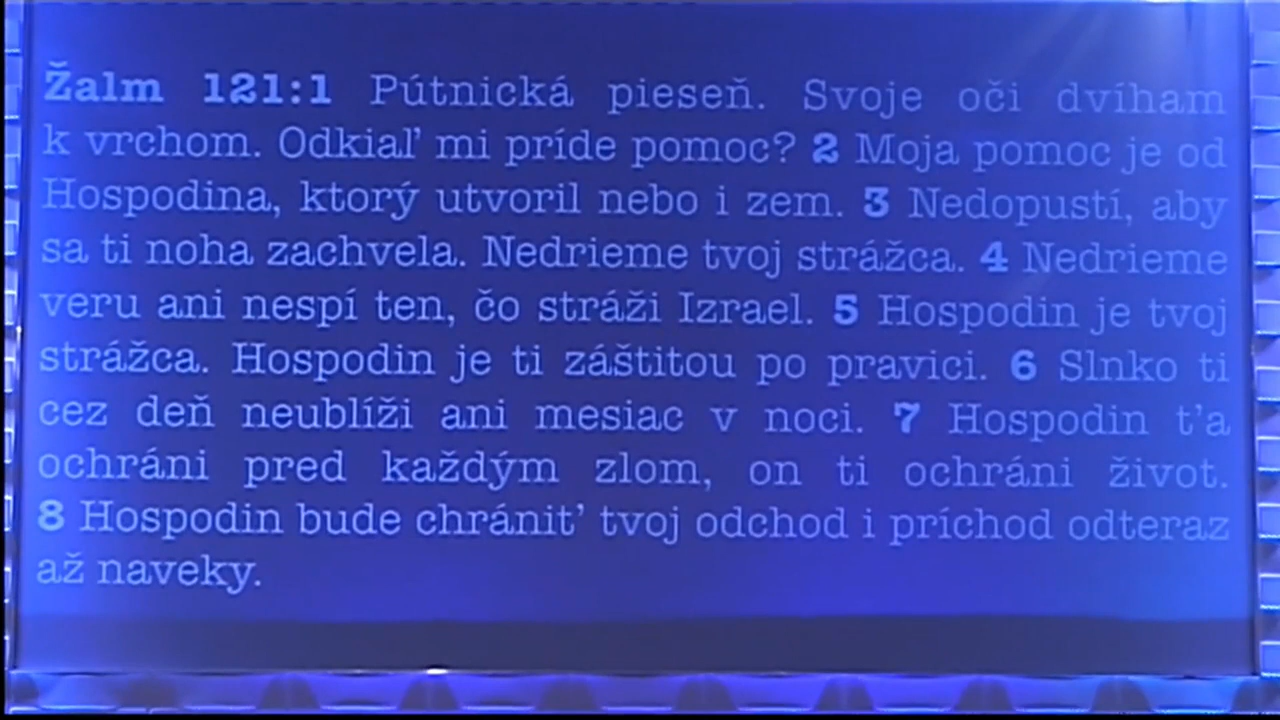 Žalm 121:1 Pútnická pieseň. Svoje oči dvíham
k vrchom. Odkiaľ mi príde pomoc? 2 Moja pomoc je od
Hospodina, ktorý utvoril nebo i zem. 3 Nedopustí, aby
sa ti noha zachvela. Nedrieme tvoj strážca. 4 Nedrieme
veru ani nespí ten, čo stráži Izrael. 5 Hospodin je tvoj
strážca. Hospodin je ti záštitou po pravici. 6 Slnko ti
cez deň neublíži ani mesiac v noci. 7 Hospodin ťa
ochráni pred každým zlom, on ti ochráni život.
8 Hospodin bude chrániť tvoj odchod i príchod odteraz
až naveky.